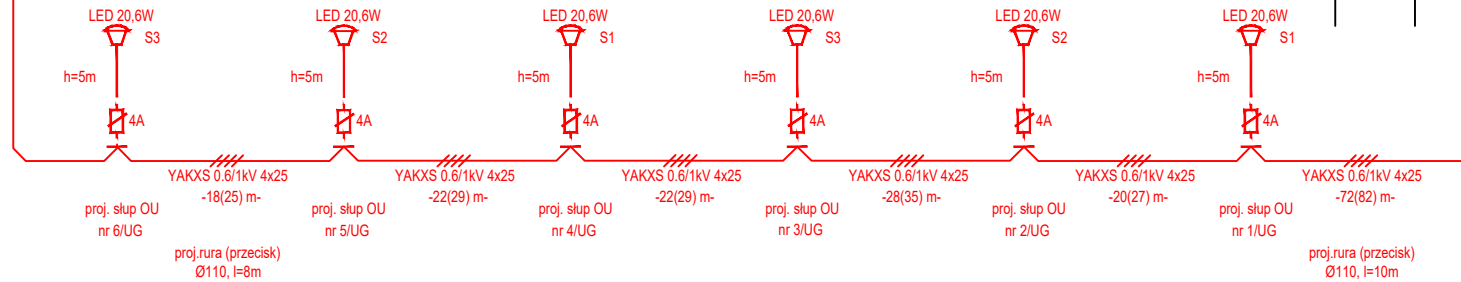 LED 20,6W
S3
h=5m
4A
LED 20,6W
S2
h=5m
4A
LED 20,6W
S1
h=5m
4A
LED 20,6W
S3
h=5m
4A
LED 20,6W
S2
h=5m
4A
LED 20,6W
S1
h=5m
4A
YAKXS 0.6/1kV 4x25
-18(25) m-
YAKXS 0.6/1kV 4x25
-22(29) m-
YAKXS 0.6/1kV 4x25
-22(29) m-
YAKXS 0.6/1kV 4x25
-28(35) m-
YAKXS 0.6/1kV 4x25
-20(27) m-
YAKXS 0.6/1kV 4x25
-72(82) m-
proj. słup OU
nr 6/UG
proj. słup OU
nr 5/UG
proj. słup OU
nr 4/UG
proj. słup OU
nr 3/UG
proj. słup OU
nr 2/UG
proj. słup OU
nr 1/UG
proj.rura (przecisk)
Ø110, l=8m
proj.rura (przecisk)
Ø110, l=10m